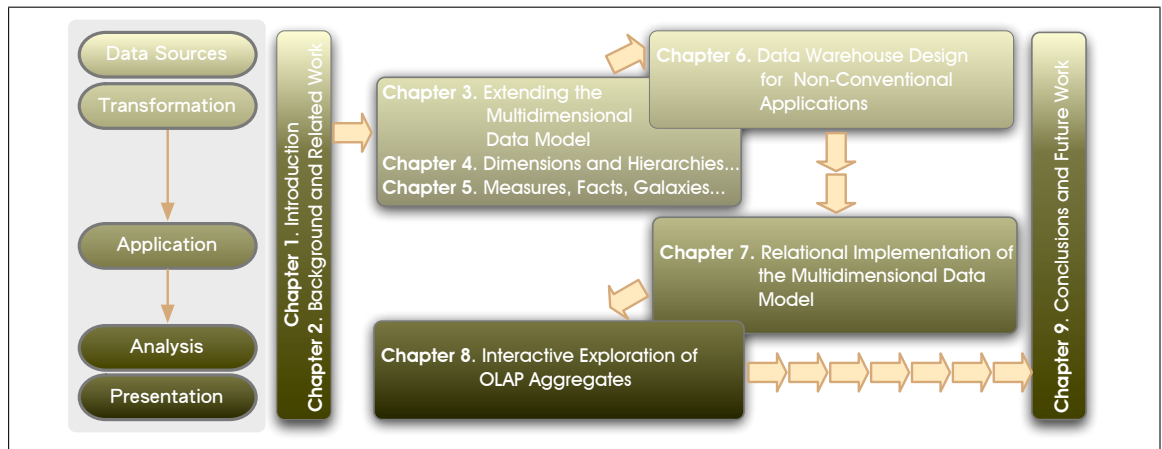 Data Sources
Transformation
Application
Analysis
Presentation
Chapter 1. Introduction
Chapter 2. Background and Related Work
Chapter 3. Extending the
Multidimensional
Data Model
Chapter 4. Dimensions and Hierarchies...
Chapter 5. Measures, Facts, Galaxies...
Chapter 6. Data Warehouse Design
for Non-Conventional
Applications
Chapter 7. Relational Implementation of
the Multidimensional Data
Model
Chapter 8. Interactive Exploration of
OLAP Aggregates
Chapter 9. Conclusions and Future Work